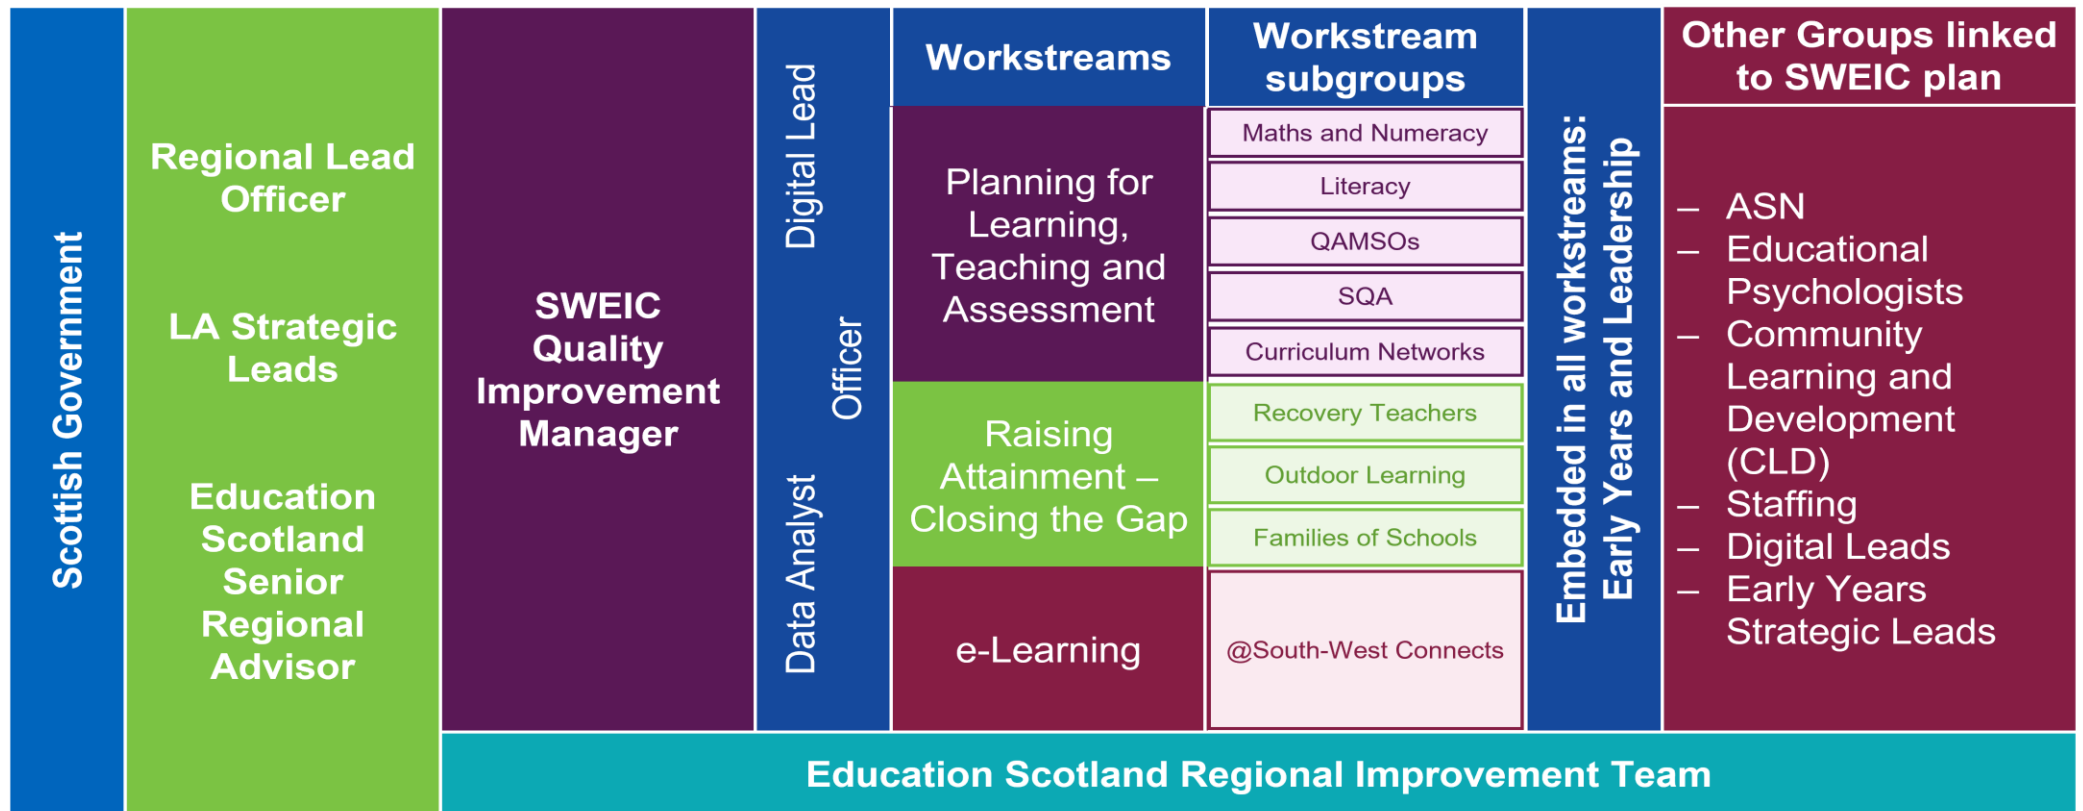 Scottish Government
Regional Lead
Officer
LA Strategic
Leads
Education
Scotland
Senior
Regional
Advisor
SWEIC
Quality
Improvement
Manager
Data Analyst
Digital Lead
Officer
Workstreams
Planning for
Learning,
Teaching and
Assessment
Raising
Attainment –
Closing the Gap
e-Learning
Workstream
subgroups
Maths and Numeracy
Literacy
QAMSOs
SQA
Curriculum Networks
Recovery Teachers
Outdoor Learning
Families of Schools
@South-West Connects
Embedded in all workstreams:
Early Years and Leadership
Other Groups linked
to SWEIC plan
– ASN
– Educational
Psychologists
– Community
Learning and
Development
(CLD)
– Staffing
– Digital Leads
– Early Years
Strategic Leads
Education Scotland Regional Improvement Team